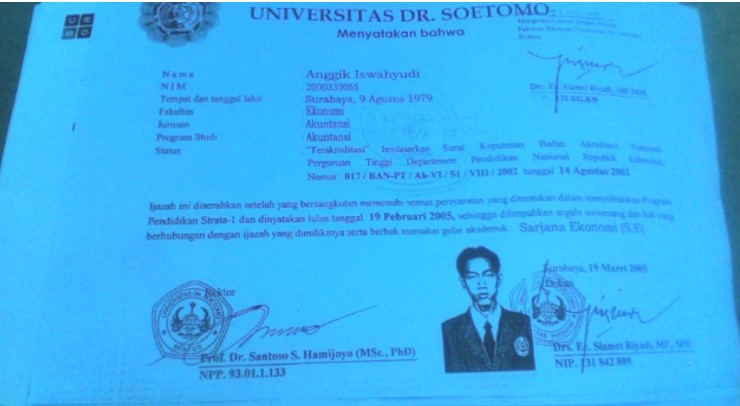 UNIVERSITAS DR. SOETOMO
Menyatakan bahwa
Nama Anggik Iswahyudi
NIM 2000330055
Tempat dan tanggal lahir Surabaya, 9 Agusus 1979
Fakultas : Ekonomi
Jurusan : Akuntansi
Program Studi : Akuntansi
Status : "Terakreditasi" berdasarkan Surat Keputusan Badan Akreditasi Nasional
Perguruan Tinggi Departemen Pendidikan Nasional Republik Indonesia,
Nomor 017 / BAN-PT / Ak-VI / S1 / VIII / 2002 tanggal 14 Agustus 2002
Drs. Ec. Slamet Riyadi, MP, MM
131 842 809
Ijazah ini diserahkan setelah yang bersangkutan memenuhi semua persyaratan yang ditentukan dalam menyelesaikan Program
Pendidikan Strata-1 dan dinyatakan lulus tanggal 19 Pebruari 2005, sehingga dilimpahkan segala wewenang dan hak yang
berhubungan dengan ijazah yang dimilikinya serta berhak memakai gelar akademik : Sarjana Ekonomi (S.E)
Surabaya, 19 Maret 2005
Rektor
Dekan
Prof. Dr. Santoso S. Hamijoyo (MSc., PhD)
NPP. 93.01.1.133
Drs. Ec. Slamet Riyadi, MP., MM
NIP. 131 842 809